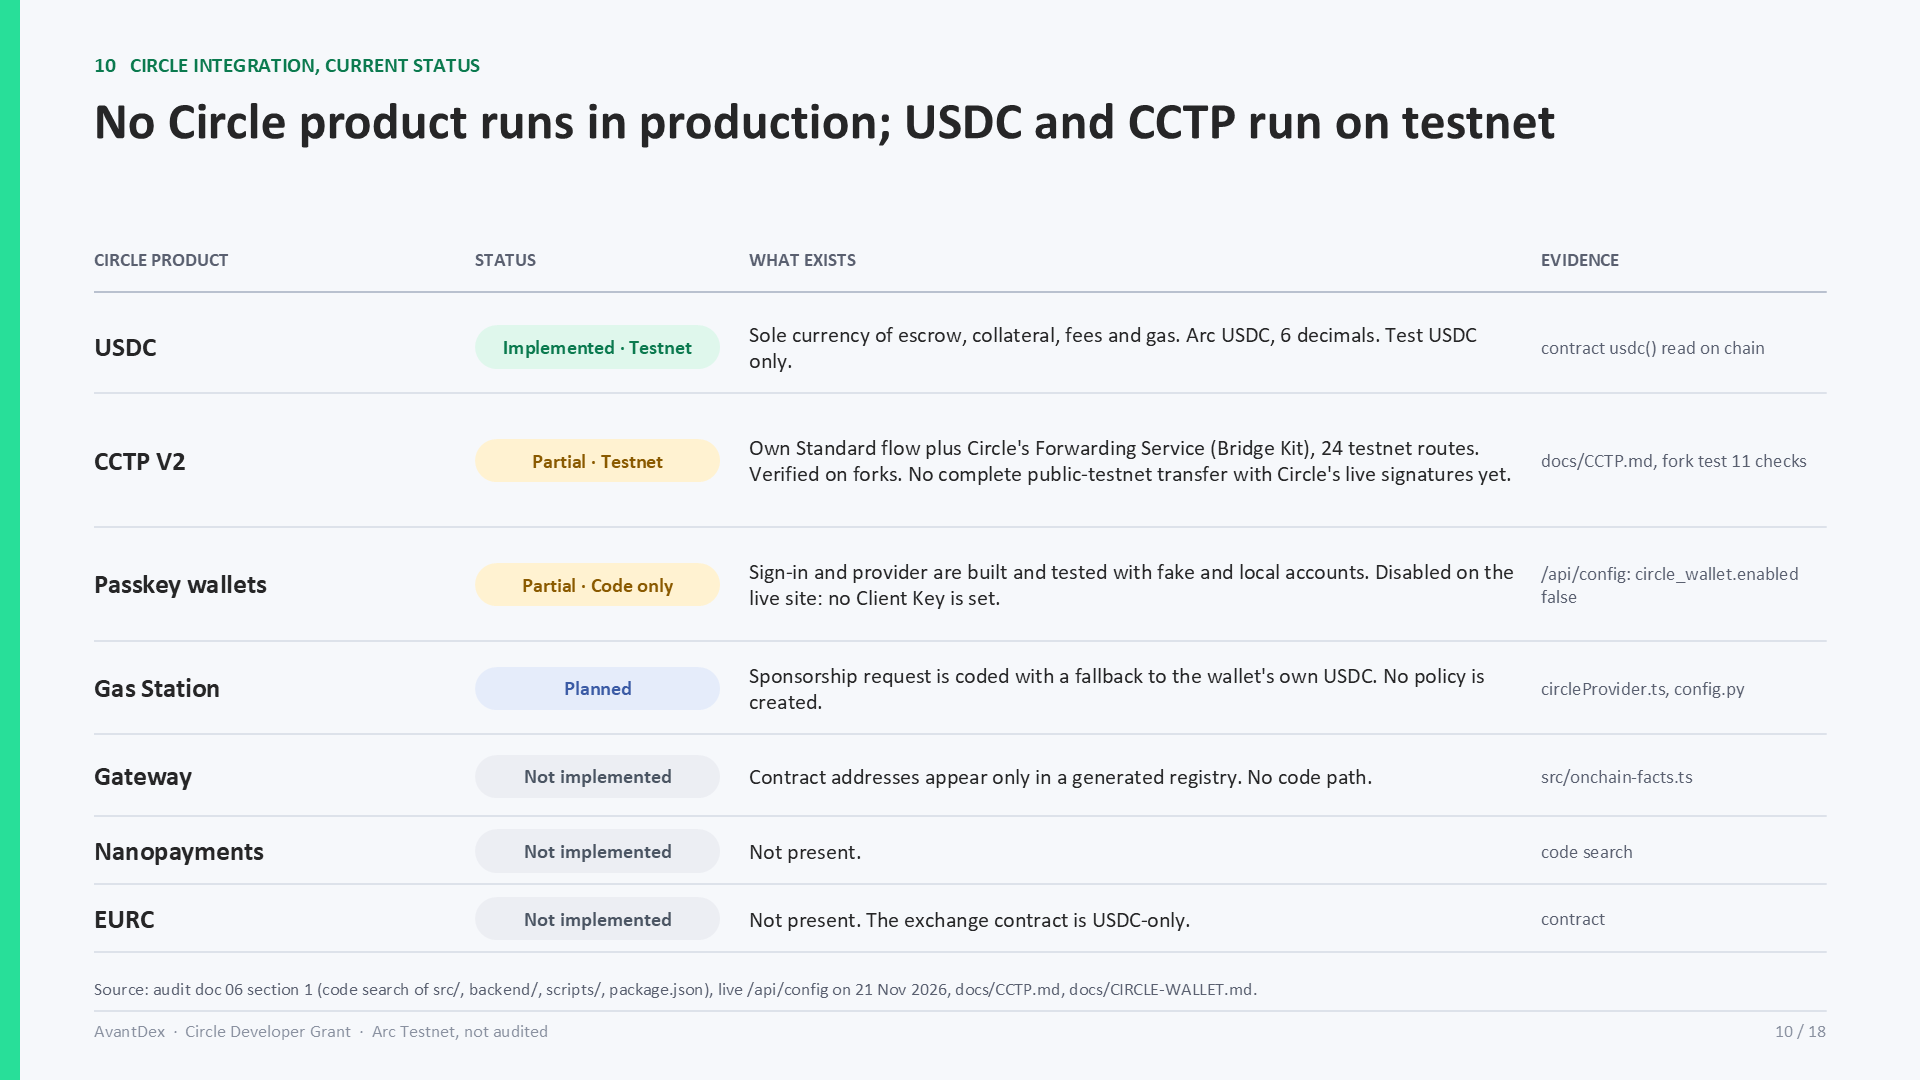 10 CIRCLE INTEGRATION, CURRENT STATUS
No Circle product runs in production; USDC and CCTP run on testnet
CIRCLE PRODUCT STATUS WHAT EXISTS EVIDENCE
USDC
Implemented · Testnet
Sole currency of escrow, collateral, fees and gas. Arc USDC, 6 decimals. Test USDC
only.
contract usdc() read on chain
CCTP V2
Partial · Testnet
Own Standard flow plus Circle's Forwarding Service (Bridge Kit), 24 testnet routes.
Verified on forks. No complete public-testnet transfer with Circle's live signatures yet.
docs/CCTP.md, fork test 11 checks
Passkey wallets
Partial · Code only
Sign-in and provider are built and tested with fake and local accounts. Disabled on the
live site: no Client Key is set.
/api/config: circle_wallet.enabled
false
Gas Station
Planned
Sponsorship request is coded with a fallback to the wallet's own USDC. No policy is
created.
circleProvider.ts, config.py
Gateway
Not implemented
Contract addresses appear only in a generated registry. No code path.
src/onchain-facts.ts
Nanopayments
Not implemented
Not present.
code search
EURC
Not implemented
Not present. The exchange contract is USDC-only.
contract
Source: audit doc 06 section 1 (code search of src/, backend/, scripts/, package.json), live /api/config on 21 Nov 2026, docs/CCTP.md, docs/CIRCLE-WALLET.md.
AvantDex · Circle Developer Grant · Arc Testnet, not audited
10 / 18